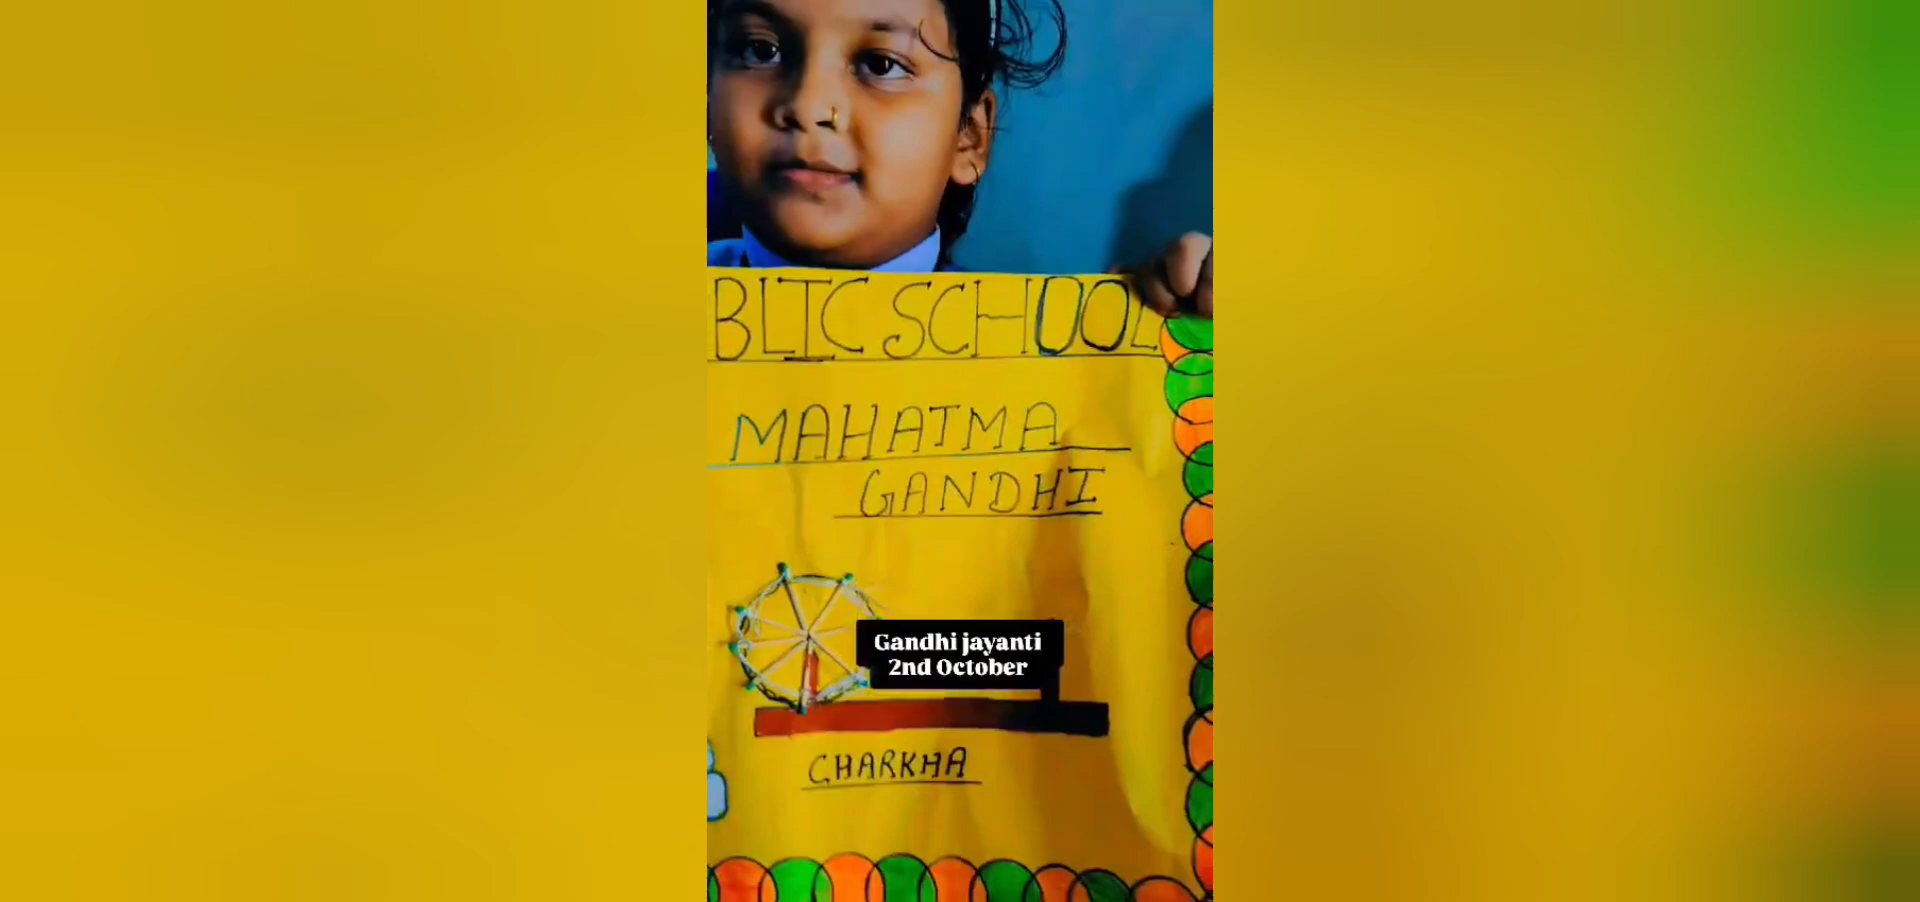 BLIC SCHOOL
MAHATMA
GANDHI
Gandhi jayanti
2nd October
CHARKHA